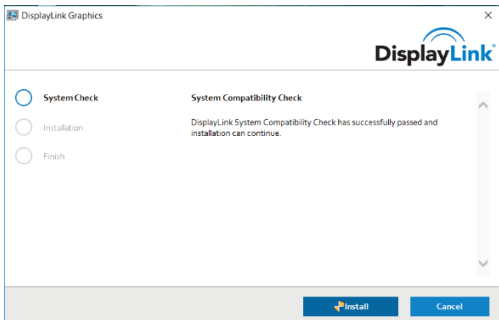 DisplayLink Graphics
DisplayLink
System Check
Installation
Finish
System Compatibility Check
DisplayLink System Compatibility Check has successfully passed and
installation can continue.
Install
Cancel